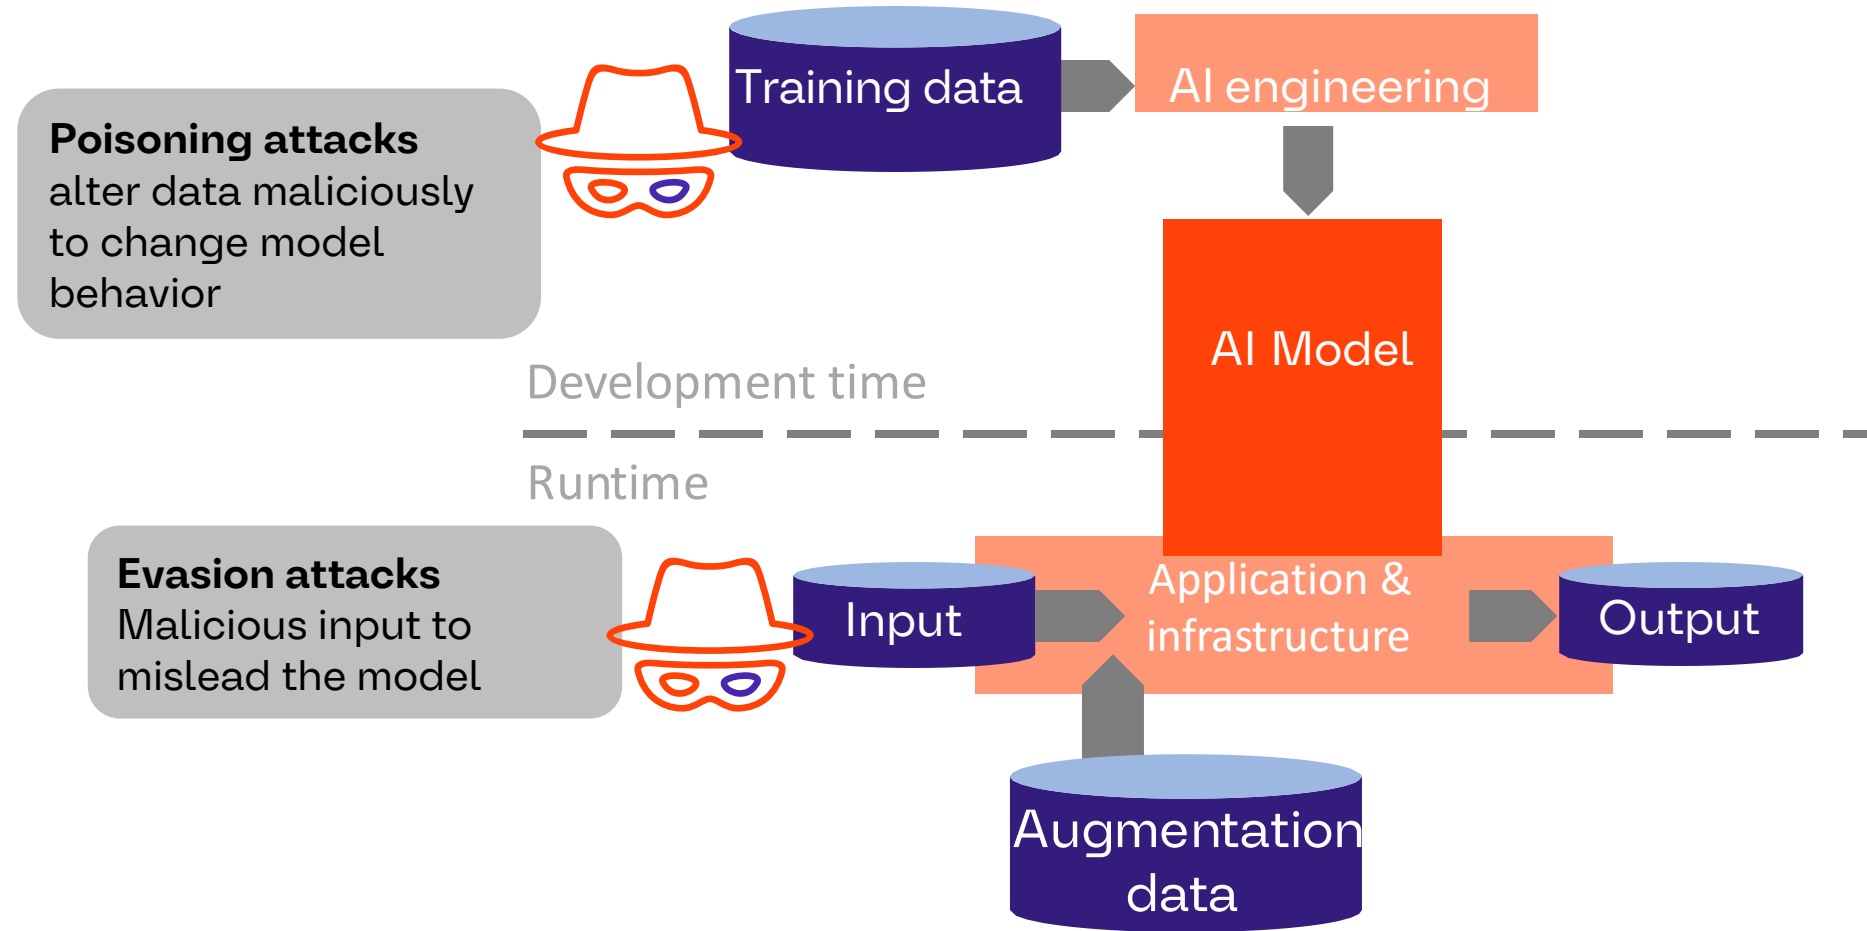 Training data
AI engineering
Poisoning attacks
alter data maliciously
to change model
behavior
AI Model
Development time
Runtime
Evasion attacks
Malicious input to
mislead the model
Input
Application &
infrastructure
Output
Augmentation
data